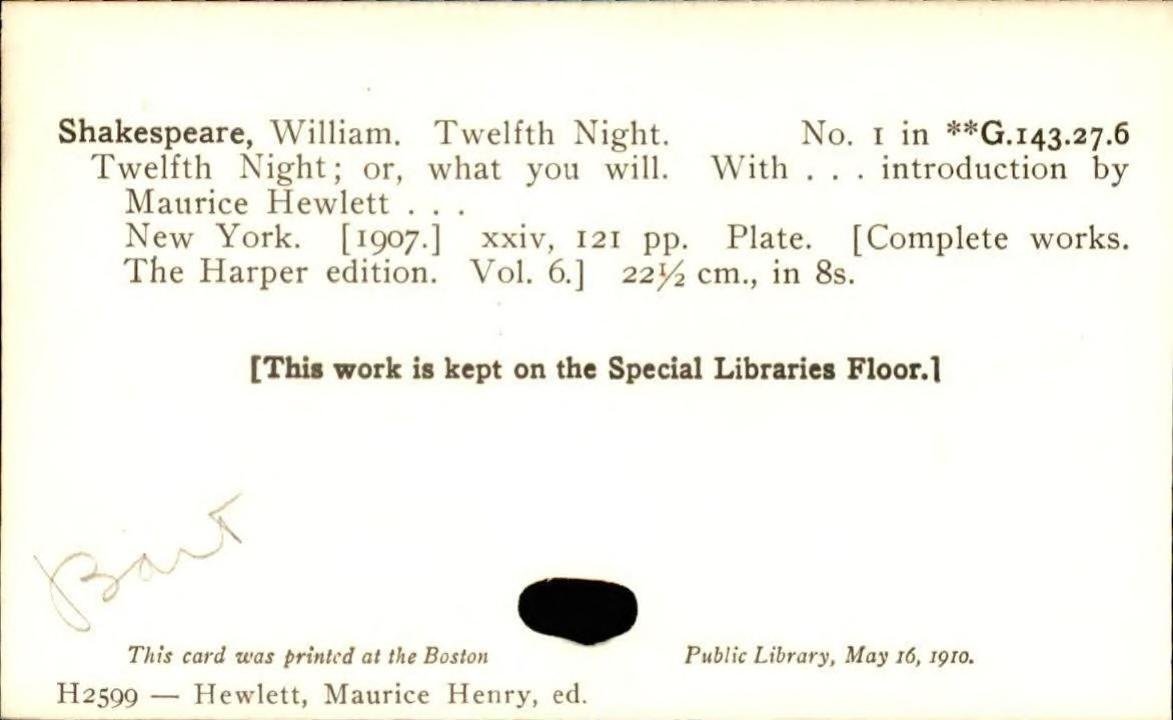 Shakespeare, William. Twelfth Night. No. 1 in **G.143.27.6
Twelfth Night; or, what you will. With . . . introduction by
Maurice Hewlett . . .
New York. [1907.] xxiv, 121 pp. Plate. [Complete works.
The Harper edition. Vol. 6.] 22½ cm., in 8s.
[This work is kept on the Special Libraries Floor.]
Bart
This card was printed at the Boston Public Library, May 16, 1910.
H2599 — Hewlett, Maurice Henry, ed.